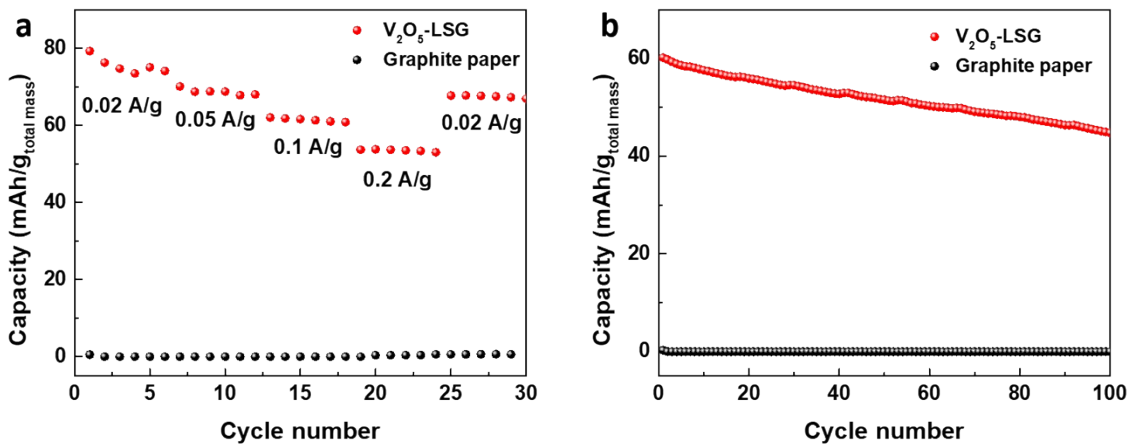 a
V₂O₅-LSG
Graphite paper
0.02 A/g
0.05 A/g
0.1 A/g
0.2 A/g
0.02 A/g
80
60
40
20
0
0 5 10 15 20 25 30
Capacity (mAh/g total mass)
Cycle number
b
V₂O₅-LSG
Graphite paper
60
40
20
0
0 20 40 60 80 100
Capacity (mAh/g total mass)
Cycle number